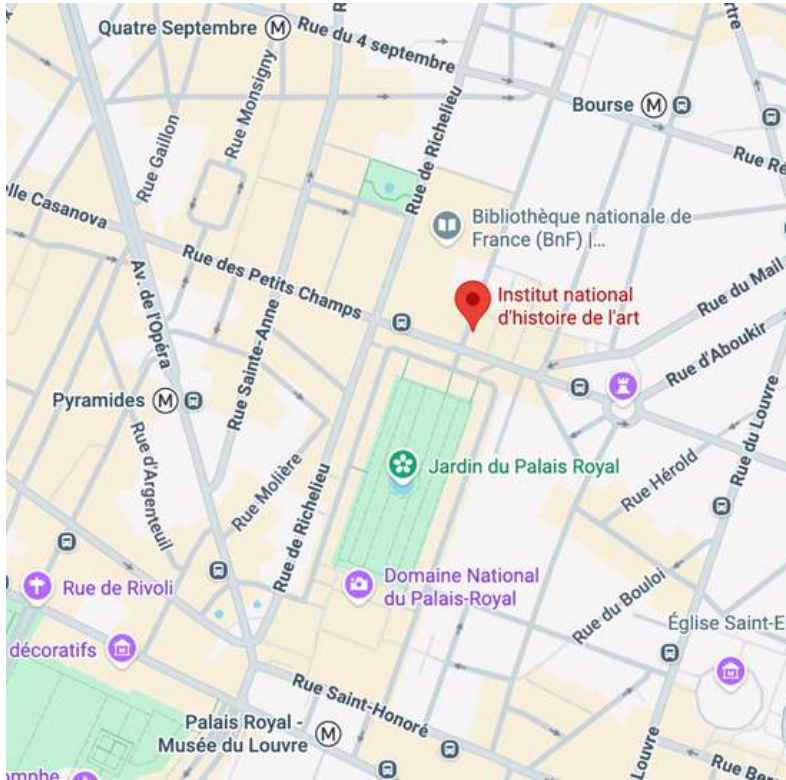 Quatre Septembre M
Rue du 4 septembre
Bourse M
Rue Ré
Rue Monsigny
Rue Gaillon
Rue de Richelieu
Bibliothèque nationale de
France (BnF) |...
lle Casanova
Rue des Petits Champs
Institut national
d'histoire de l'art
Rue du Mail
Rue d'Aboukir
Av. de l'Opéra
Rue Sainte-Anne
Pyramides M
Rue du Louvre
Rue d'Argenteuil
Rue Molière
Rue de Richelieu
Jardin du Palais Royal
Rue Hérold
Rue de Rivoli
Domaine National
du Palais-Royal
Rue du Bouloi
Église Saint-E
décoratifs
Rue Saint-Honoré
Palais Royal -
Musée du Louvre M
Louvre
Rue Ber
omphe